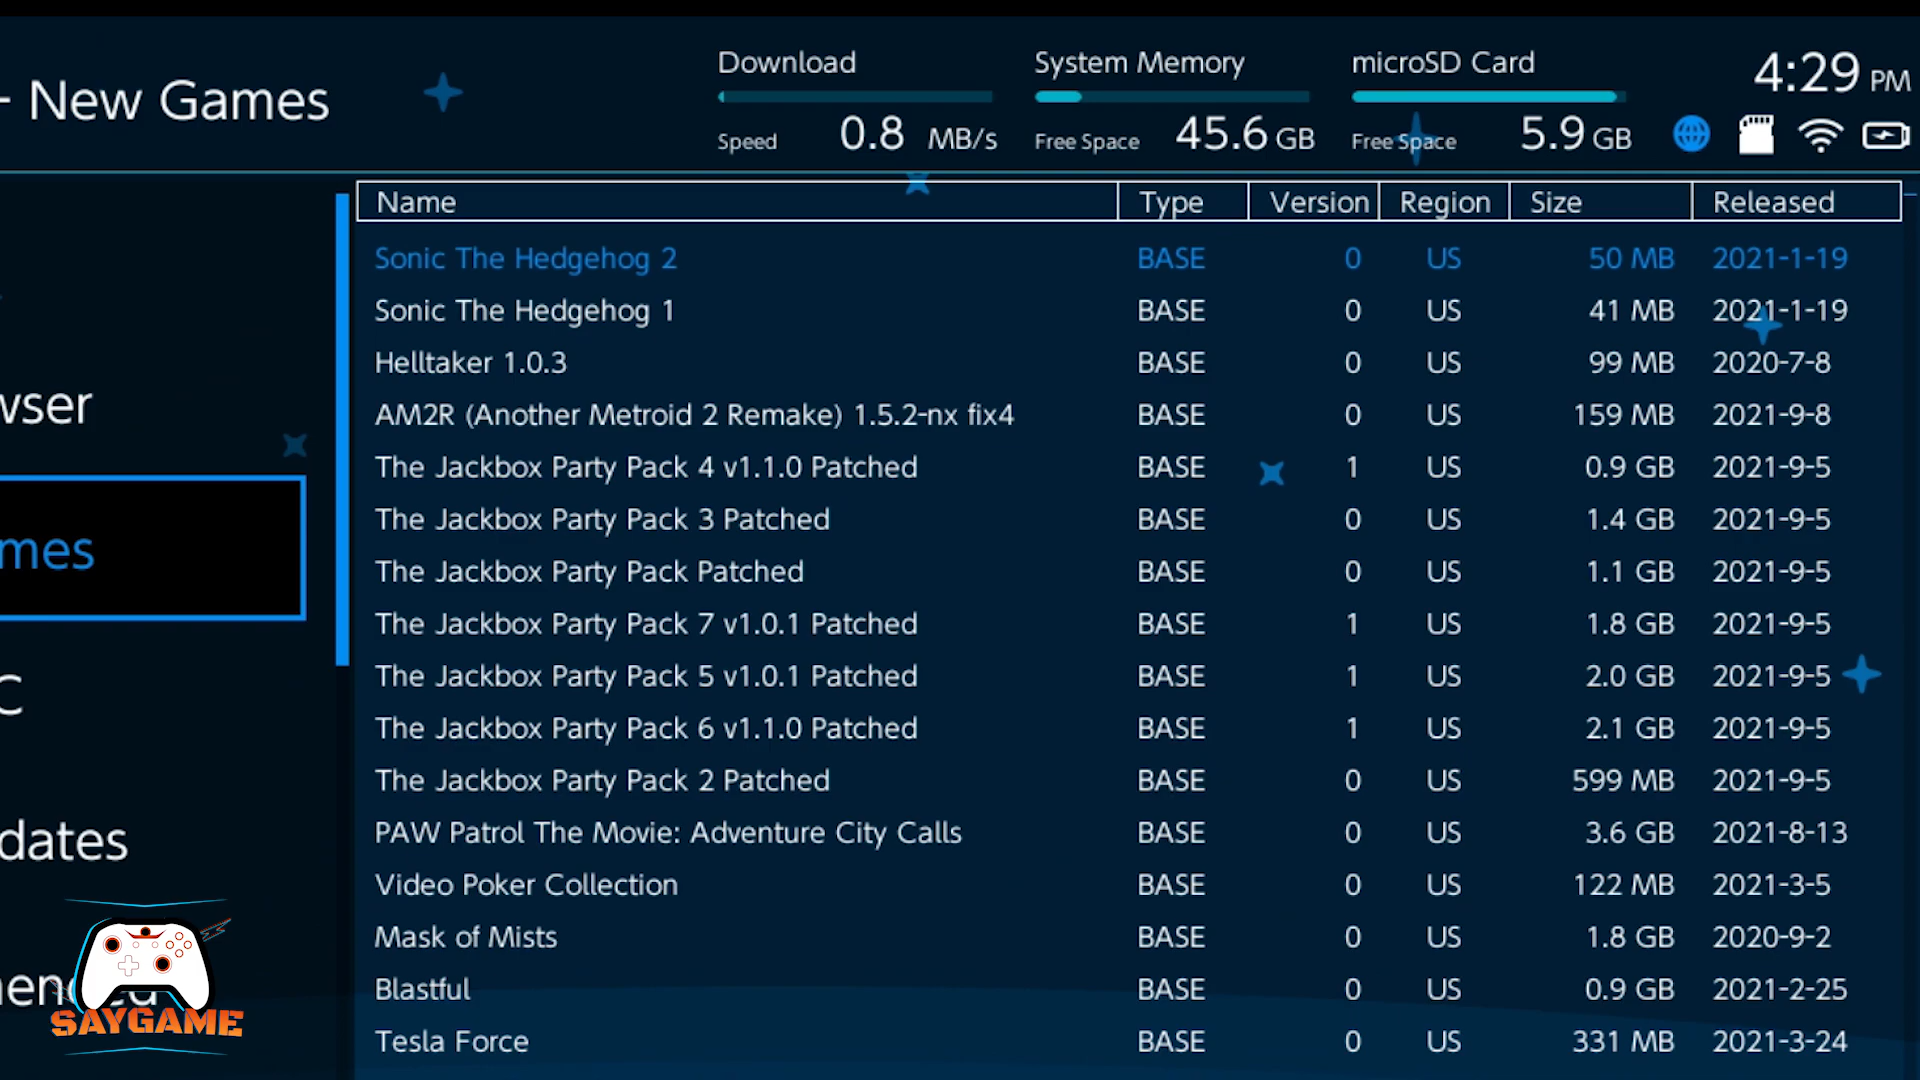 - New Games
Download
System Memory
microSD Card
4:29 PM
Speed 0.8 MB/s
Free Space 45.6 GB
Free Space 5.9 GB
Name Type Version Region Size Released
Sonic The Hedgehog 2 BASE 0 US 50 MB 2021-1-19
Sonic The Hedgehog 1 BASE 0 US 41 MB 2021-1-19
Helltaker 1.0.3 BASE 0 US 99 MB 2020-7-8
AM2R (Another Metroid 2 Remake) 1.5.2-nx fix4 BASE 0 US 159 MB 2021-9-8
The Jackbox Party Pack 4 v1.1.0 Patched BASE 1 US 0.9 GB 2021-9-5
The Jackbox Party Pack 3 Patched BASE 0 US 1.4 GB 2021-9-5
The Jackbox Party Pack Patched BASE 0 US 1.1 GB 2021-9-5
The Jackbox Party Pack 7 v1.0.1 Patched BASE 1 US 1.8 GB 2021-9-5
The Jackbox Party Pack 5 v1.0.1 Patched BASE 1 US 2.0 GB 2021-9-5
The Jackbox Party Pack 6 v1.1.0 Patched BASE 1 US 2.1 GB 2021-9-5
The Jackbox Party Pack 2 Patched BASE 0 US 599 MB 2021-9-5
PAW Patrol The Movie: Adventure City Calls BASE 0 US 3.6 GB 2021-8-13
Video Poker Collection BASE 0 US 122 MB 2021-3-5
Mask of Mists BASE 0 US 1.8 GB 2020-9-2
Blastful BASE 0 US 0.9 GB 2021-2-25
Tesla Force BASE 0 US 331 MB 2021-3-24
wser
mes
C
dates
SAYGAME